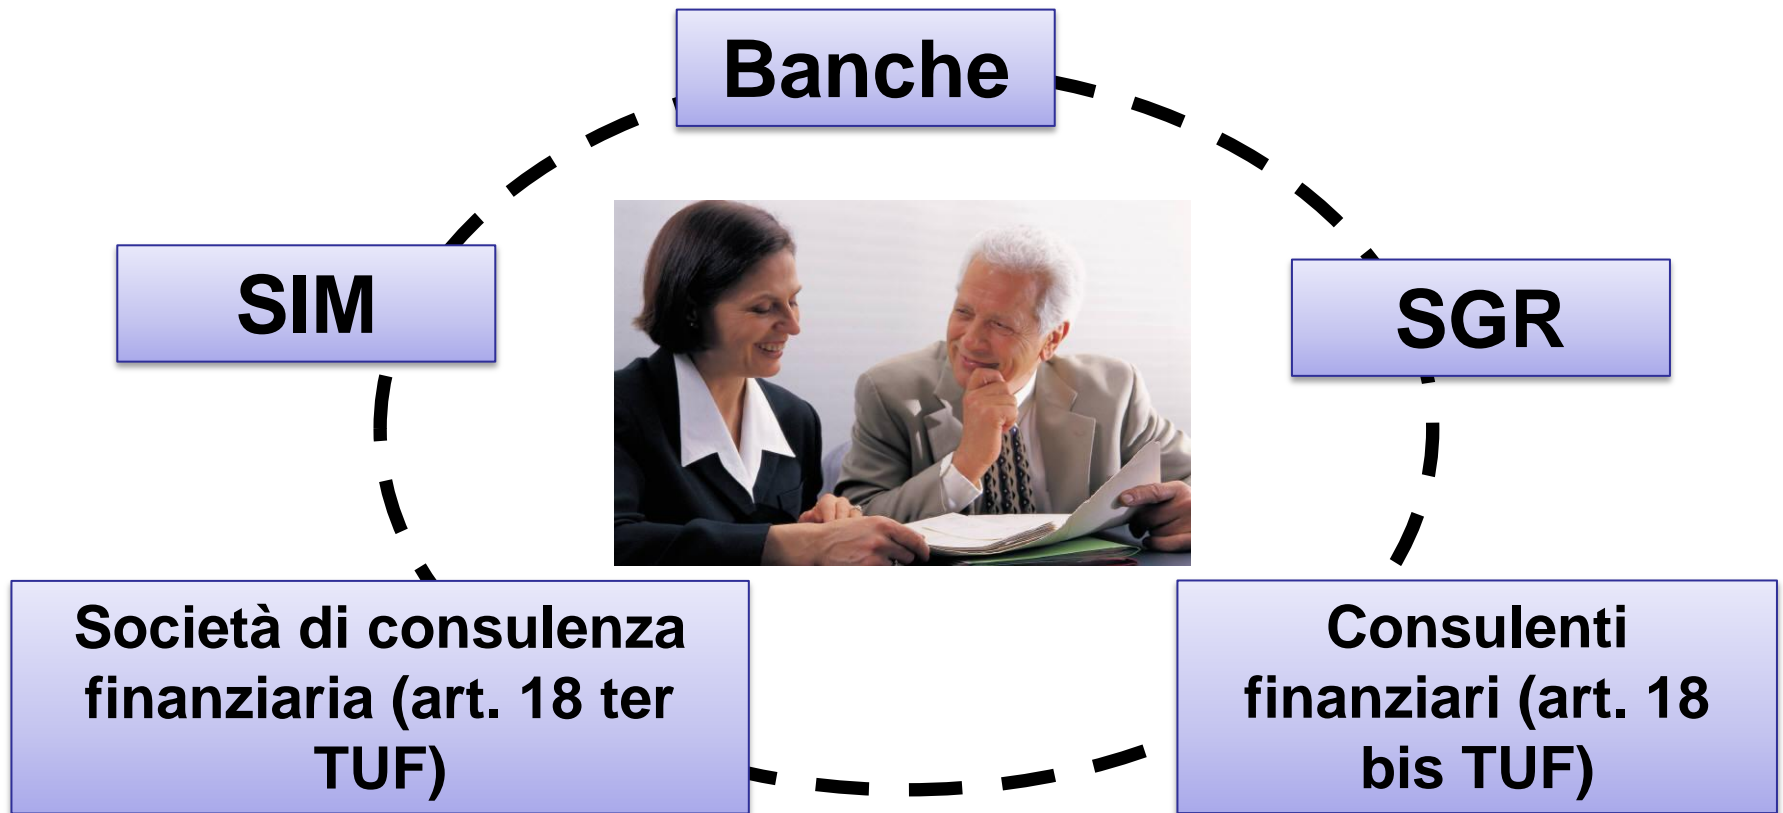 Banche
SIM
SGR
Società di consulenza
finanziaria (art. 18 ter
TUF)
Consulenti
finanziari (art. 18
bis TUF)